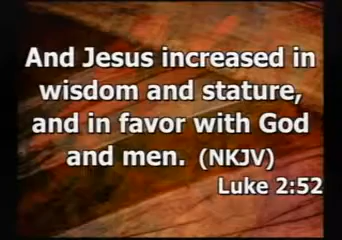 And Jesus increased in
wisdom and stature,
and in favor with God
and men. (NKJV)
Luke 2:52